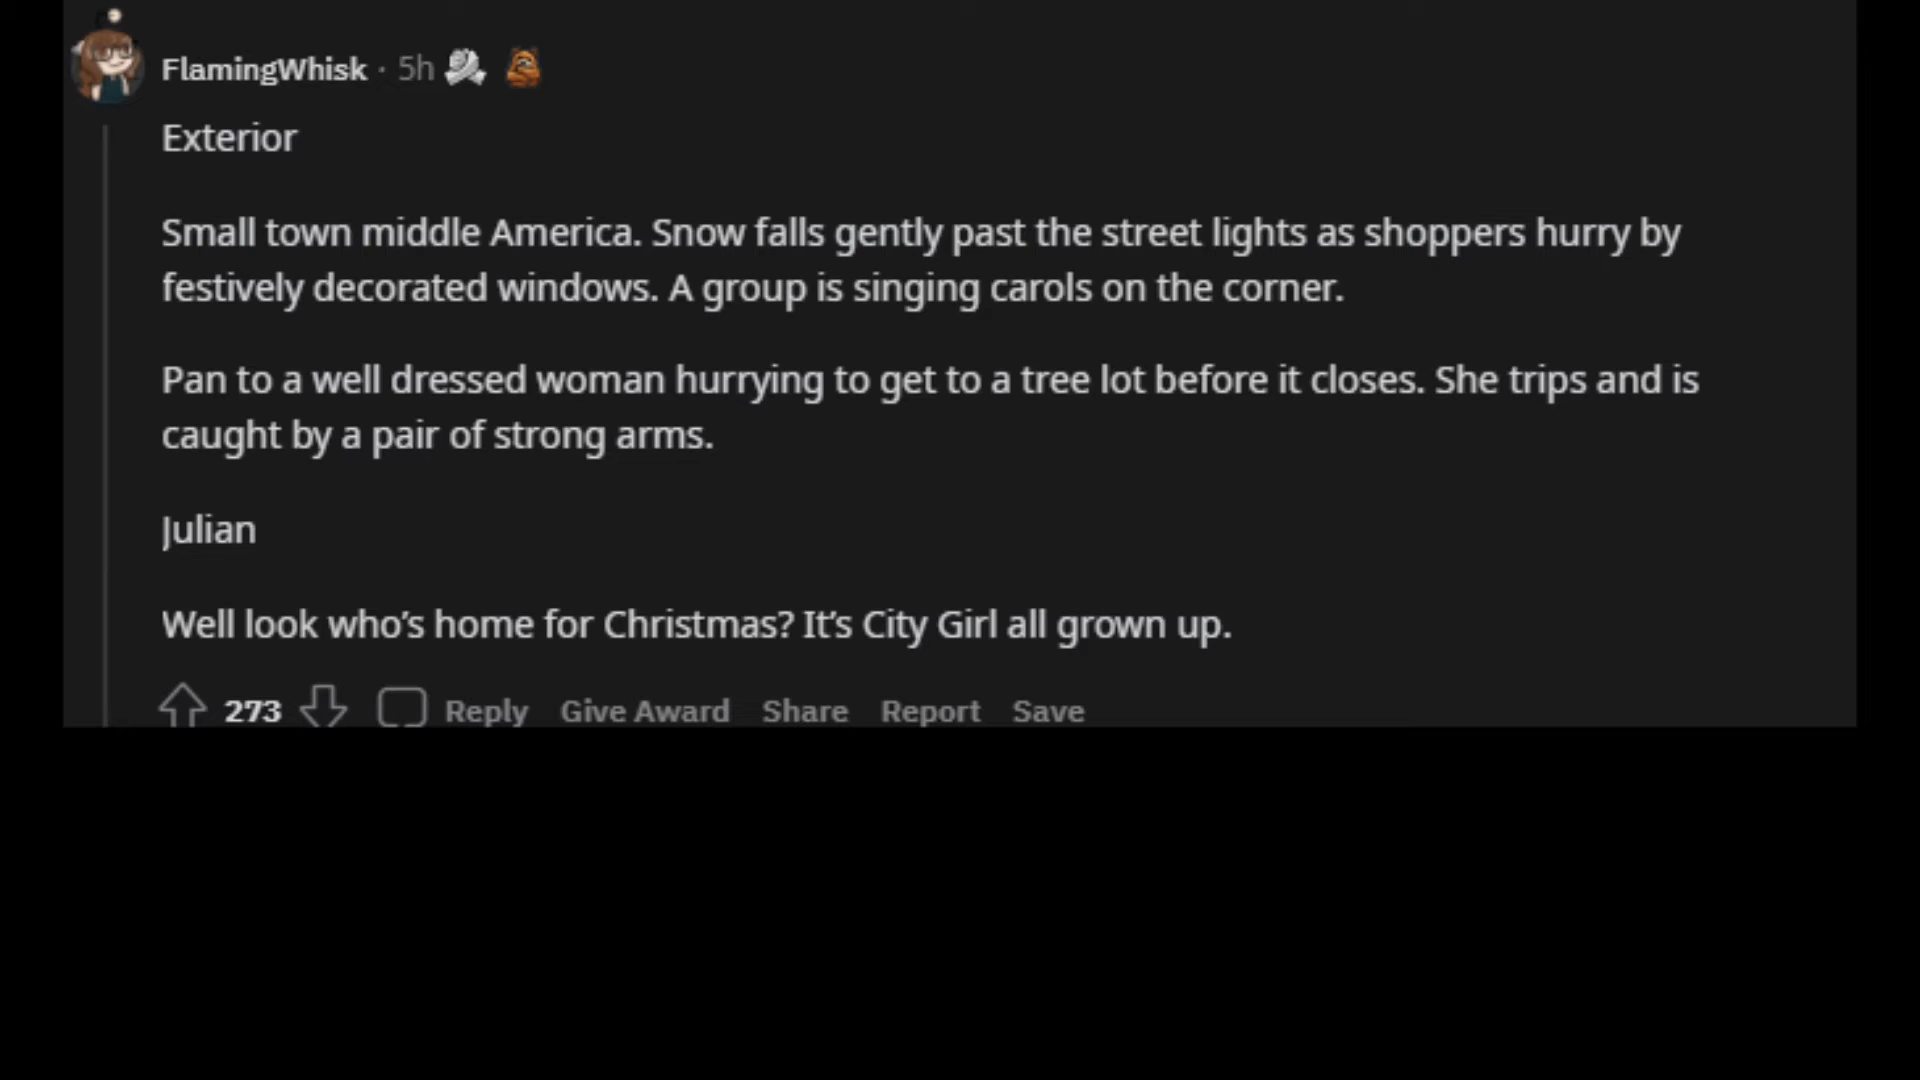 FlamingWhisk · 5h
Exterior
Small town middle America. Snow falls gently past the street lights as shoppers hurry by
festively decorated windows. A group is singing carols on the corner.
Pan to a well dressed woman hurrying to get to a tree lot before it closes. She trips and is
caught by a pair of strong arms.
Julian
Well look who’s home for Christmas? It’s City Girl all grown up.
273 Reply Give Award Share Report Save